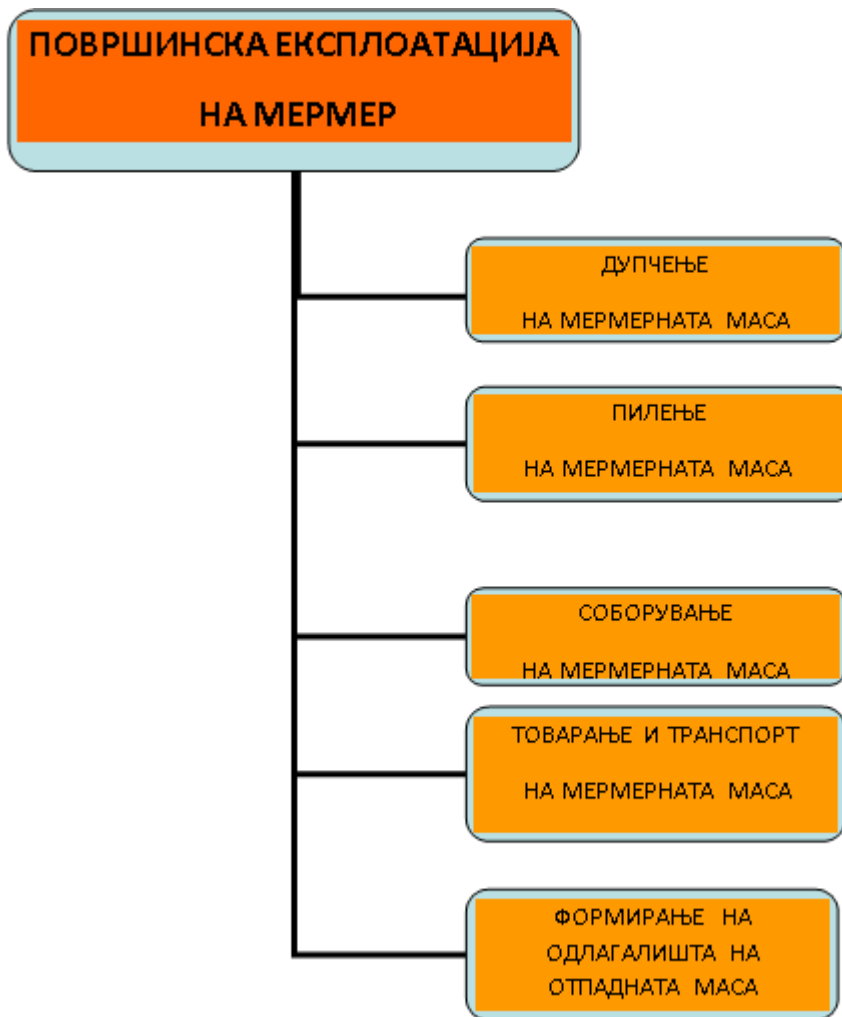 ПОВРШИНСКА ЕКСПЛОАТАЦИЈА
НА МЕРМЕР
ДУПЧЕЊЕ
НА МЕРМЕРНАТА МАСА
ПИЛЕЊЕ
НА МЕРМЕРНАТА МАСА
СОБОРУВАЊЕ
НА МЕРМЕРНАТА МАСА
ТОВАРАЊЕ И ТРАНСПОРТ
НА МЕРМЕРНАТА МАСА
ФОРМИРАЊЕ НА
ОДЛАГАЛИШТА НА
ОТПАДНАТА МАСА